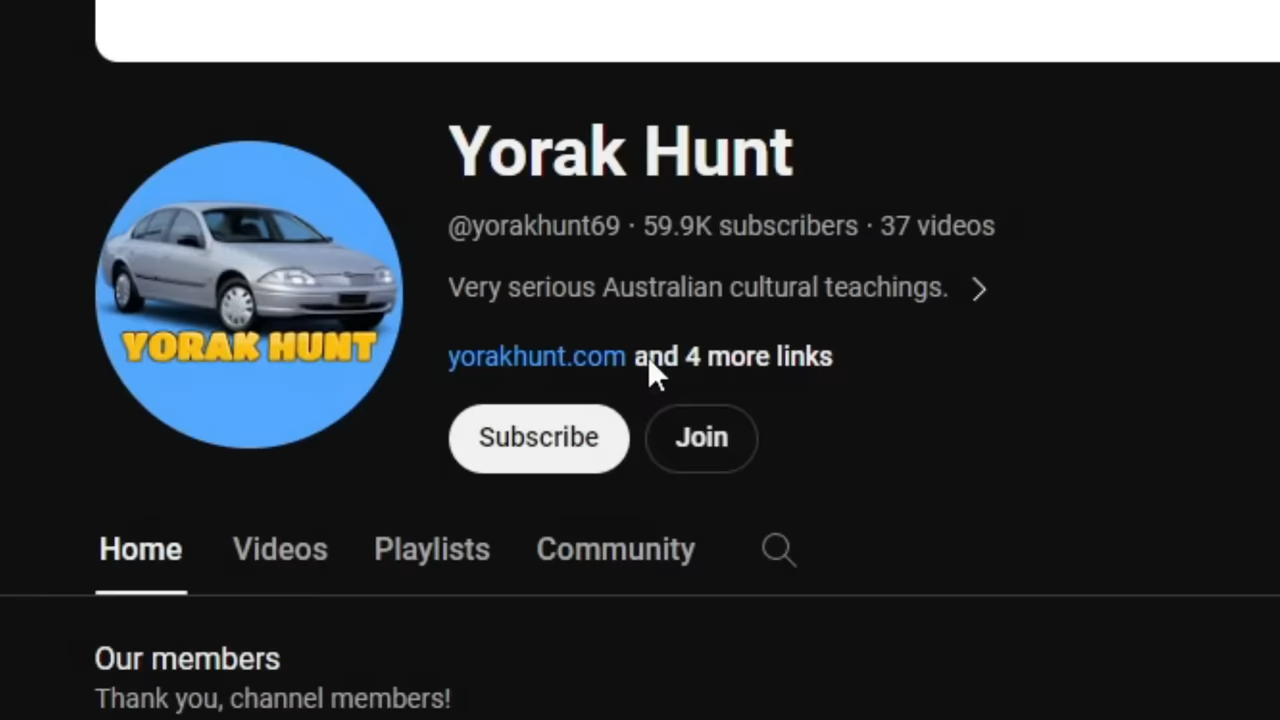 Yorak Hunt
@yorakhunt69 · 59.9K subscribers · 37 videos
YORAK HUNT
Very serious Australian cultural teachings.
yorakhunt.com and 4 more links
Subscribe
Join
Home
Videos
Playlists
Community
Our members
Thank you, channel members!